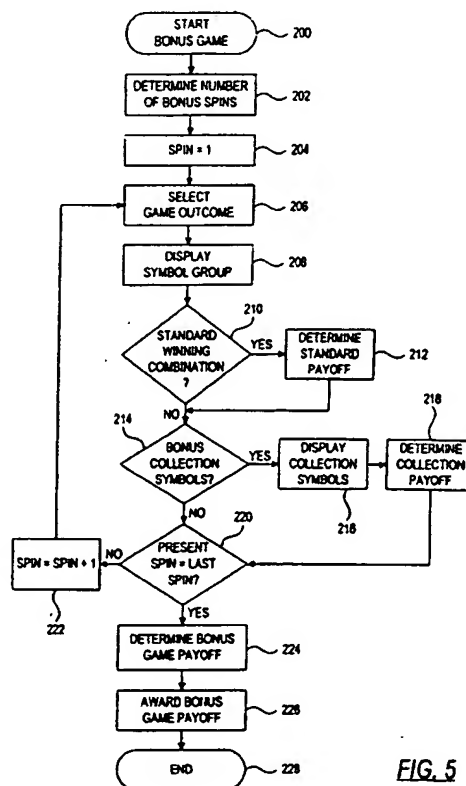 START
BONUS GAME
200
DETERMINE NUMBER
OF BONUS SPINS
202
SPIN = 1
204
SELECT
GAME OUTCOME
206
DISPLAY
SYMBOL GROUP
208
210
STANDARD
WINNING
COMBINATION
?
YES
DETERMINE
STANDARD
PAYOFF
212
NO
214
BONUS
COLLECTION
SYMBOLS?
YES
DISPLAY
COLLECTION
SYMBOLS
216
218
DETERMINE
COLLECTION
PAYOFF
NO
220
PRESENT
SPIN = LAST
SPIN?
NO
SPIN = SPIN + 1
222
YES
DETERMINE BONUS
GAME PAYOFF
224
AWARD BONUS
GAME PAYOFF
226
END
228
FIG. 5